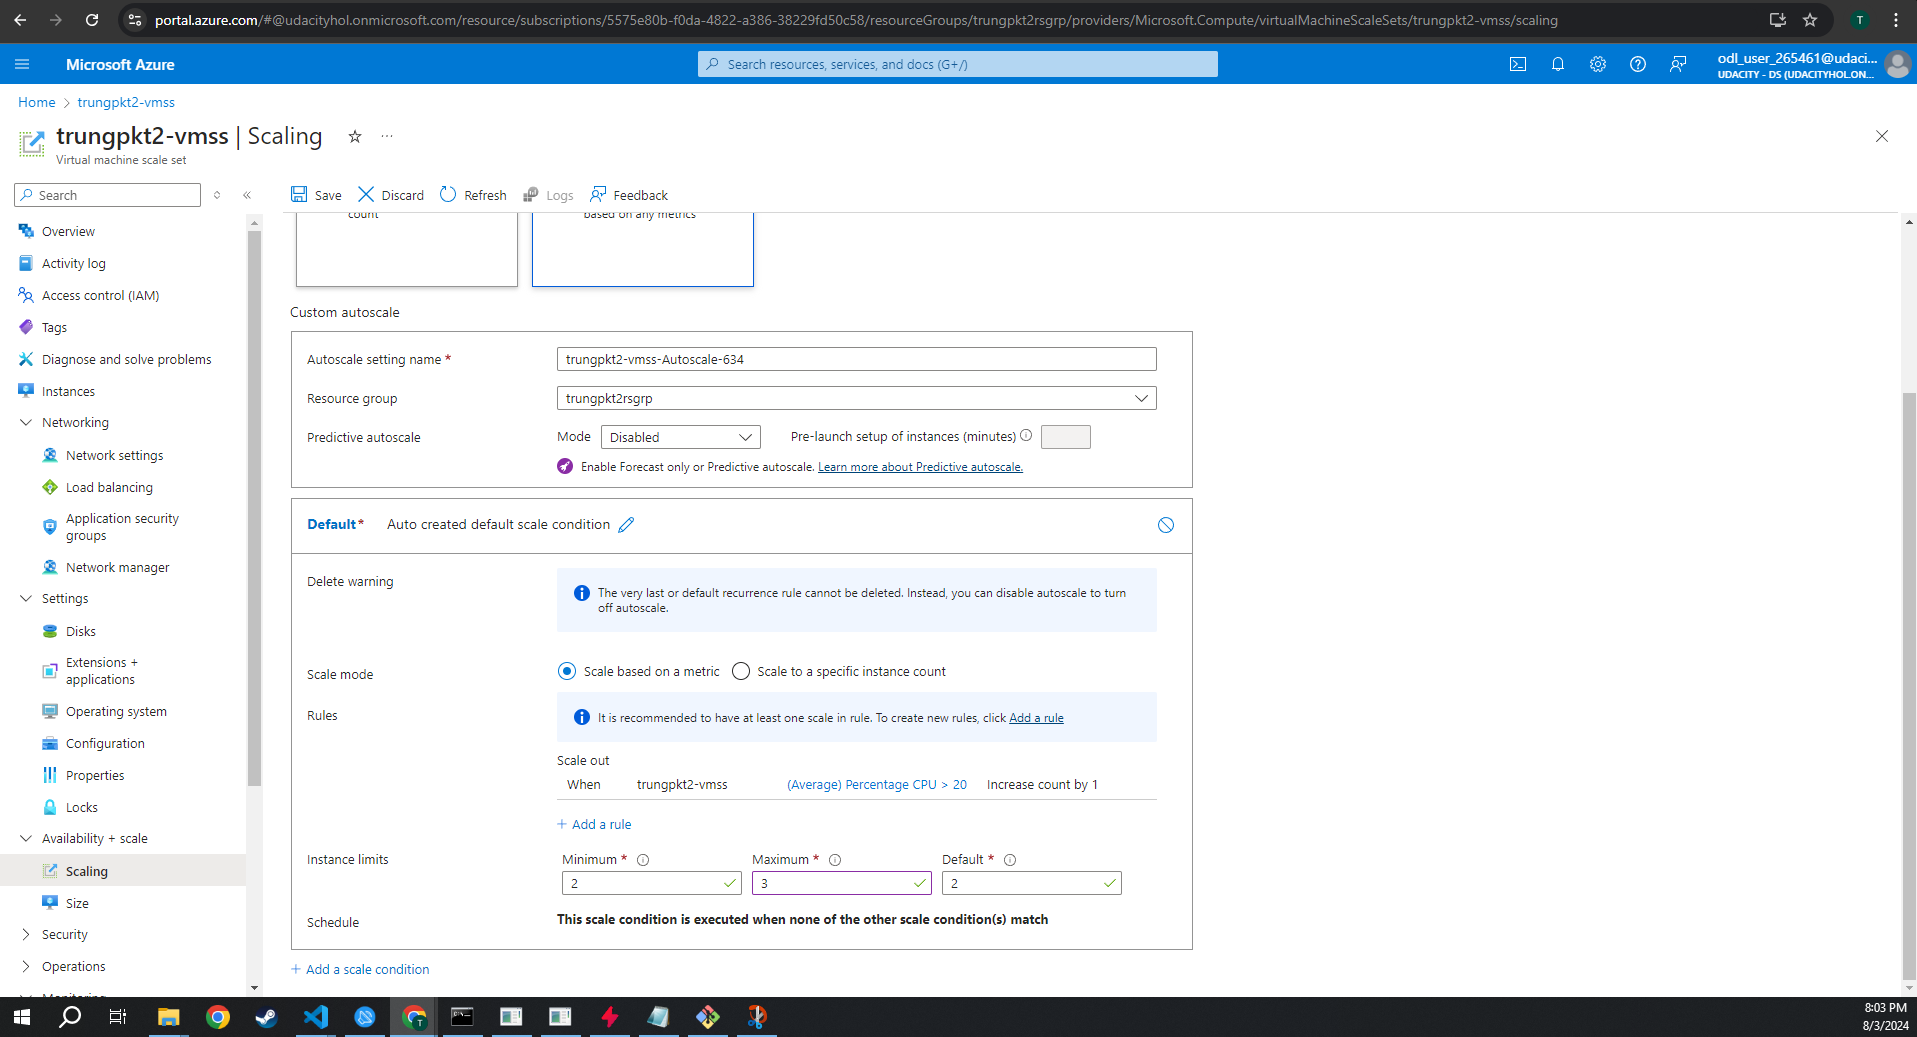 portal.azure.com/#@udacityhol.onmicrosoft.com/resource/subscriptions/5575e80b-f0da-4822-a386-38229fd50c58/resourceGroups/trungpkt2rsgrp/providers/Microsoft.Compute/virtualMachineScaleSets/trungpkt2-vmss/scaling
T
Microsoft Azure
Search resources, services, and docs (G+/)
odl_user_265461@udaci...
UDACITY - DS (UDACITYHOL.ON...
Home > trungpkt2-vmss
trungpkt2-vmss | Scaling
Virtual machine scale set
Search
Save Discard Refresh Logs Feedback
Overview
Activity log
Access control (IAM)
Tags
Diagnose and solve problems
Instances
Networking
Network settings
Load balancing
Application security
groups
Network manager
Settings
Disks
Extensions +
applications
Operating system
Configuration
Properties
Locks
Availability + scale
Scaling
Size
Security
Operations
Monitoring
count
based on any metrics
Custom autoscale
Autoscale setting name * trungpkt2-vmss-Autoscale-634
Resource group trungpkt2rsgrp
Predictive autoscale Mode Disabled Pre-launch setup of instances (minutes)
Enable Forecast only or Predictive autoscale. Learn more about Predictive autoscale.
Default* Auto created default scale condition
Delete warning
The very last or default recurrence rule cannot be deleted. Instead, you can disable autoscale to turn
off autoscale.
Scale mode Scale based on a metric Scale to a specific instance count
Rules It is recommended to have at least one scale in rule. To create new rules, click Add a rule
Scale out
When trungpkt2-vmss (Average) Percentage CPU > 20 Increase count by 1
+ Add a rule
Instance limits Minimum * Maximum * Default *
2 3 2
Schedule This scale condition is executed when none of the other scale condition(s) match
+ Add a scale condition
8:03 PM
8/3/2024